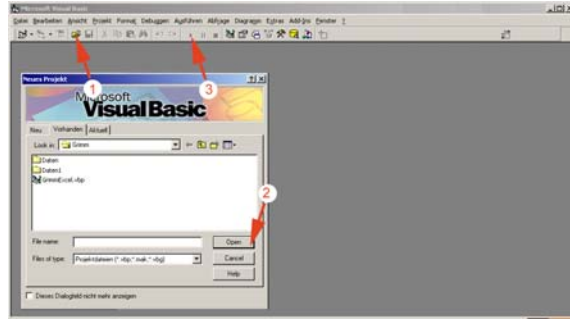 Microsoft Visual Basic
Datei Bearbeiten Ansicht Projekt Format Debuggen Ausführen Abfrage Diagramm Extras Add-Ins Fenster ?
1
3
Neues Projekt
Microsoft
Visual Basic
Neu Vorhanden Aktuell
Look in: Grimm
Daten
Daten1
GrimmExcel.vbp
2
File name: Open
Files of type: Projektdateien (*.vbp;*.mak;*.vbg) Cancel
Help
Dieses Dialogfeld nicht mehr anzeigen